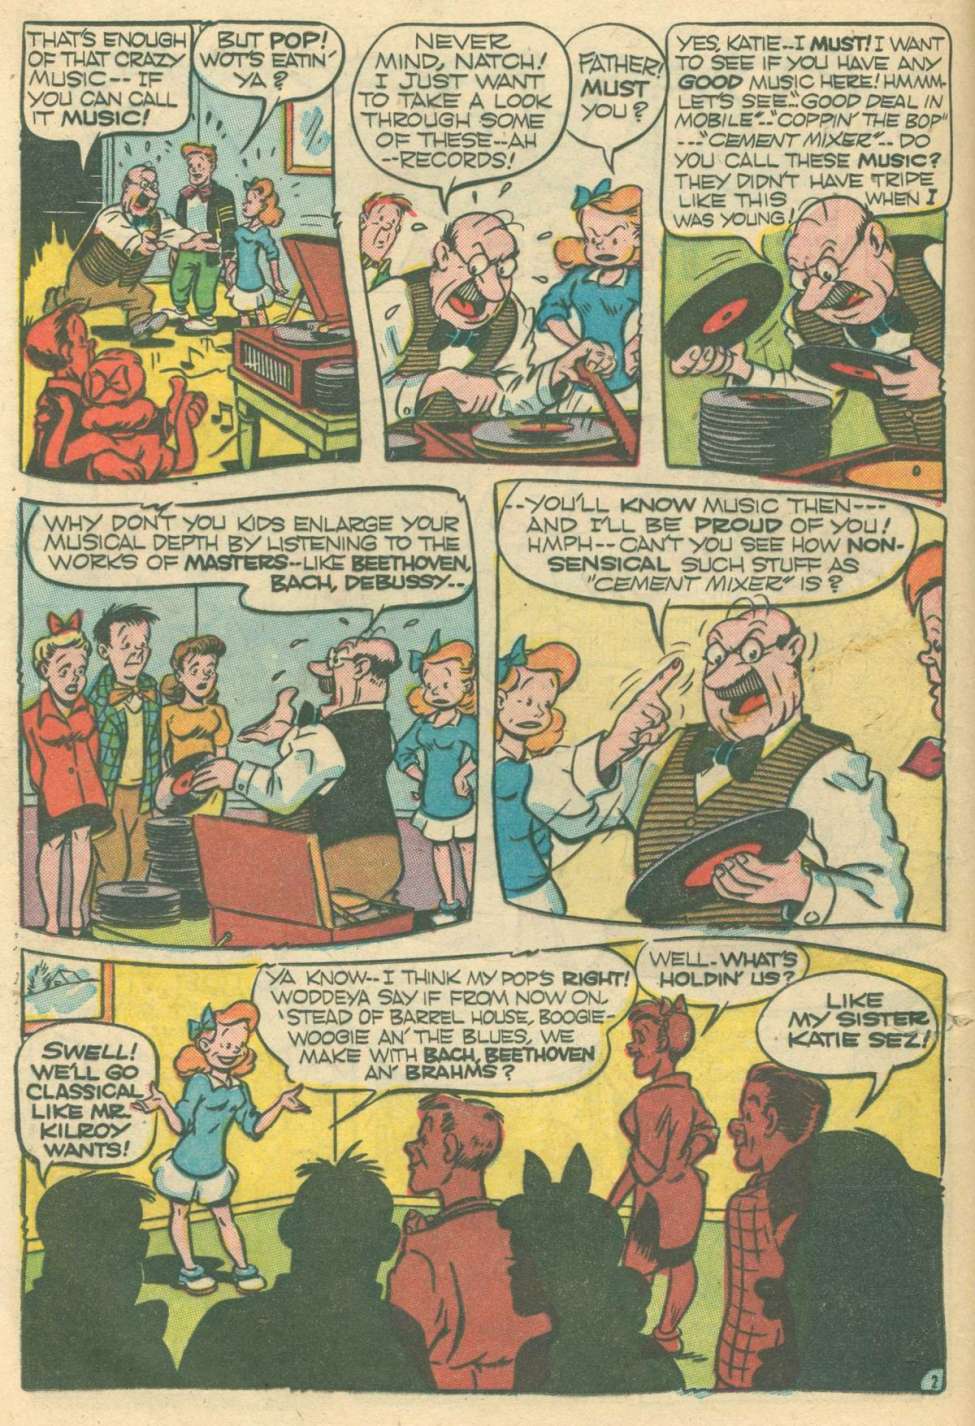 THAT'S ENOUGH
OF THAT CRAZY
MUSIC-- IF
YOU CAN CALL
IT MUSIC!
BUT POP!
WOT'S EATIN'
YA?
NEVER
MIND, NATCH!
I JUST WANT
TO TAKE A LOOK
THROUGH SOME
OF THESE--AH
--RECORDS!
FATHER!
MUST
YOU?
YES, KATIE--I MUST! I WANT
TO SEE IF YOU HAVE ANY
GOOD MUSIC HERE! HMMM-
LET'S SEE-"GOOD DEAL IN
MOBILE"-"COPPIN' THE BOP"
---"CEMENT MIXER"-- DO
YOU CALL THESE MUSIC?
THEY DIDN'T HAVE TRIPE
LIKE THIS WHEN I
WAS YOUNG!
WHY DON'T YOU KIDS ENLARGE YOUR
MUSICAL DEPTH BY LISTENING TO THE
WORKS OF MASTERS--LIKE BEETHOVEN,
BACH, DEBUSSY--
--YOU'LL KNOW MUSIC THEN---
AND I'LL BE PROUD OF YOU!
HMPH--CAN'T YOU SEE HOW NON-
SENSICAL SUCH STUFF AS
"CEMENT MIXER" IS?
SWELL!
WE'LL GO
CLASSICAL
LIKE MR.
KILROY
WANTS!
YA KNOW--I THINK MY POP'S RIGHT!
WODDEYA SAY IF FROM NOW ON,
'STEAD OF BARREL HOUSE, BOOGIE-
WOOGIE AN' THE BLUES, WE
MAKE WITH BACH, BEETHOVEN
AN' BRAHMS?
WELL-WHAT'S
HOLDIN' US?
LIKE
MY SISTER
KATIE SEZ!
2